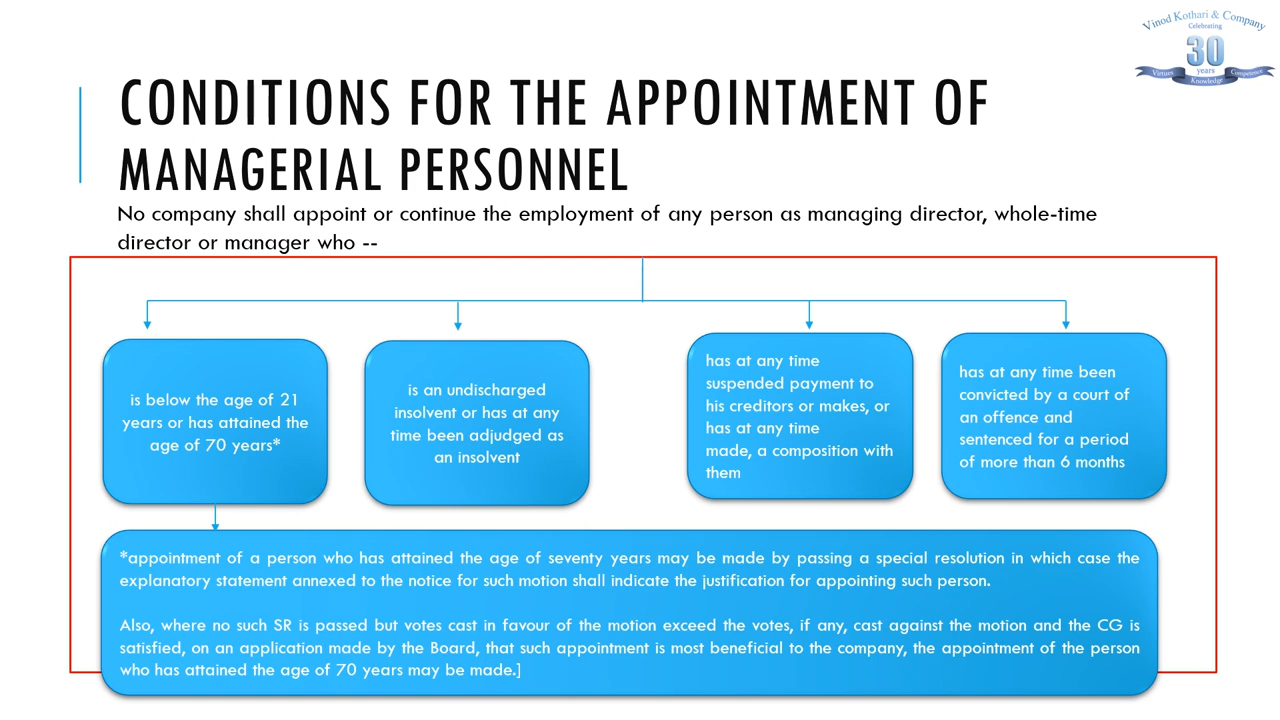 Vinod Kothari & Company
Celebrating
30
years
Virtues Knowledge Competence
CONDITIONS FOR THE APPOINTMENT OF
MANAGERIAL PERSONNEL
No company shall appoint or continue the employment of any person as managing director, whole-time
director or manager who --
is below the age of 21
years or has attained the
age of 70 years*
is an undischarged
insolvent or has at any
time been adjudged as
an insolvent
has at any time
suspended payment to
his creditors or makes, or
has at any time
made, a composition with
them
has at any time been
convicted by a court of
an offence and
sentenced for a period
of more than 6 months
*appointment of a person who has attained the age of seventy years may be made by passing a special resolution in which case the
explanatory statement annexed to the notice for such motion shall indicate the justification for appointing such person.
Also, where no such SR is passed but votes cast in favour of the motion exceed the votes, if any, cast against the motion and the CG is
satisfied, on an application made by the Board, that such appointment is most beneficial to the company, the appointment of the person
who has attained the age of 70 years may be made.]